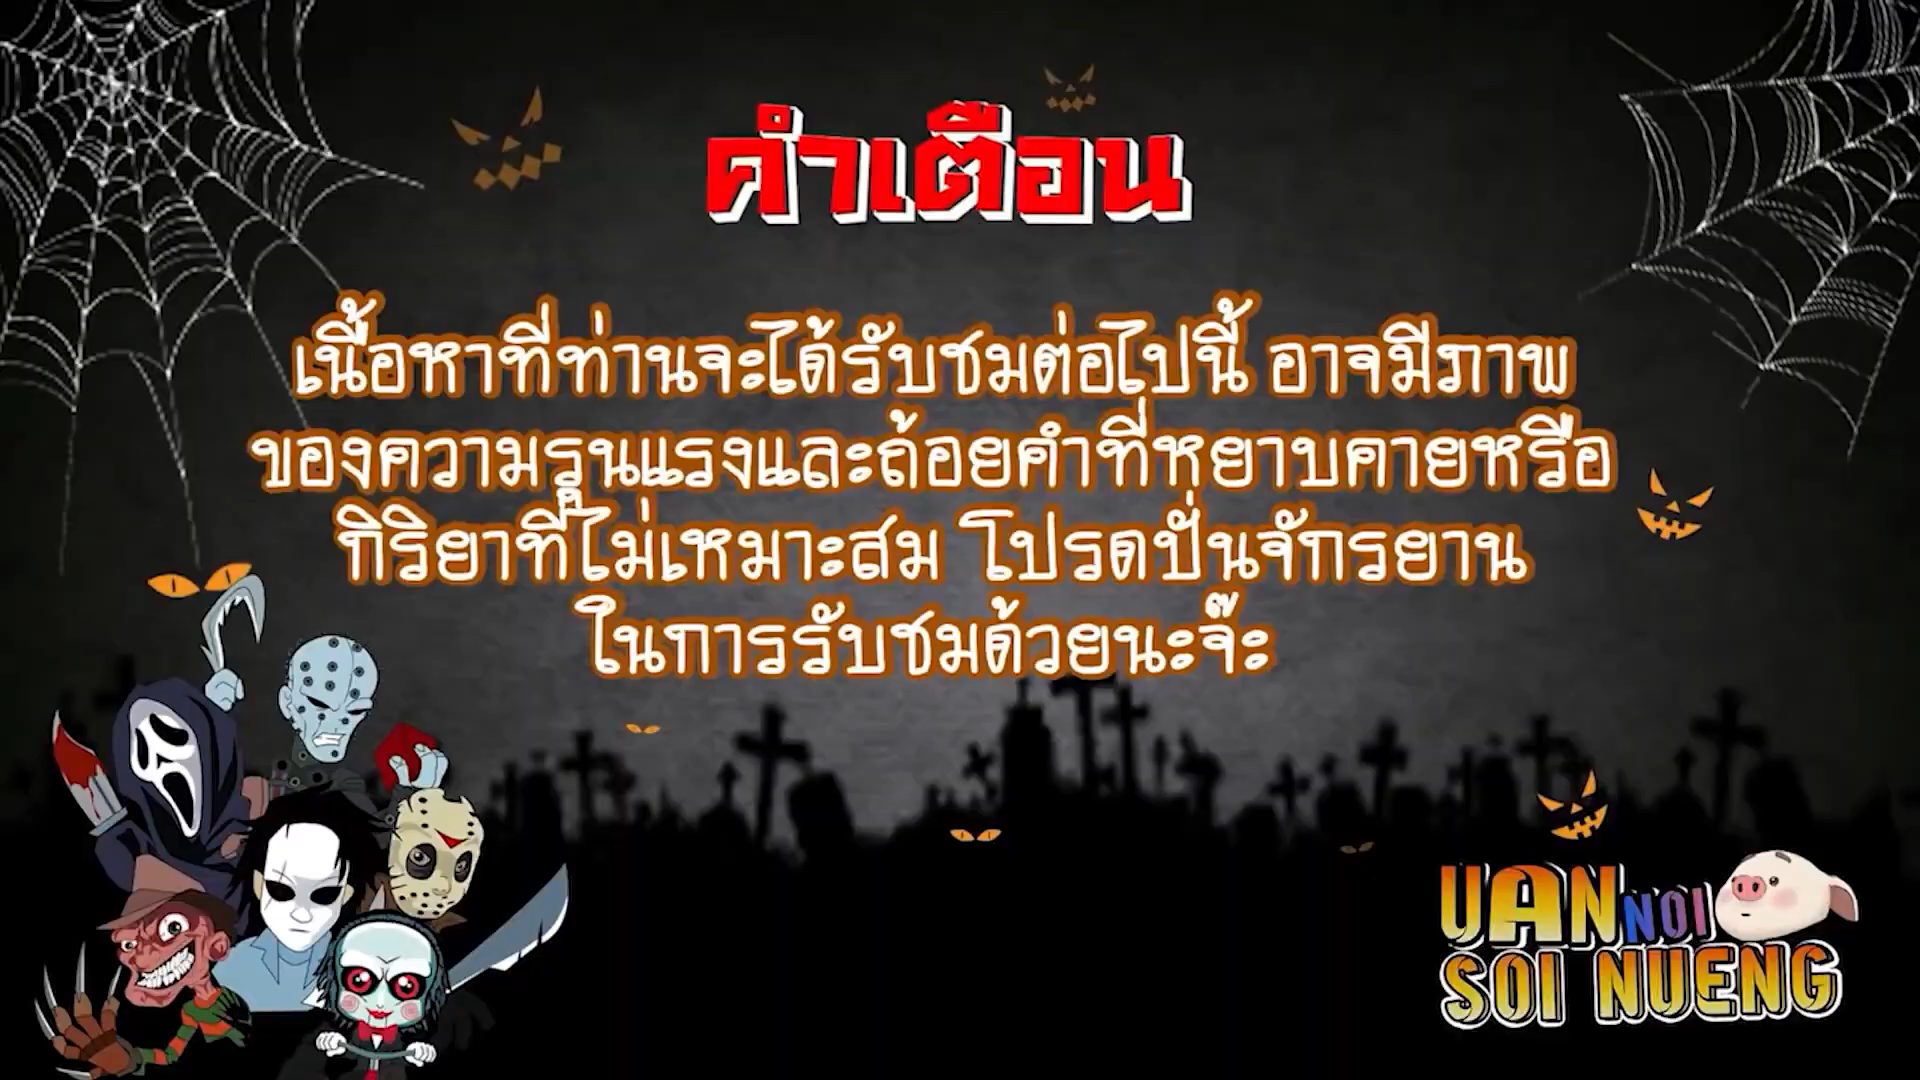 คำเตือน
เนื้อหาที่ท่านจะได้รับชมต่อไปนี้ อาจมีภาพ
ของความรุนแรงและถ้อยคำที่หยาบคายหรือ
กิริยาที่ไม่เหมาะสม โปรดปั่นจักรยาน
ในการรับชมด้วยนะจ๊ะ
UAN NOI
SOI NUENG